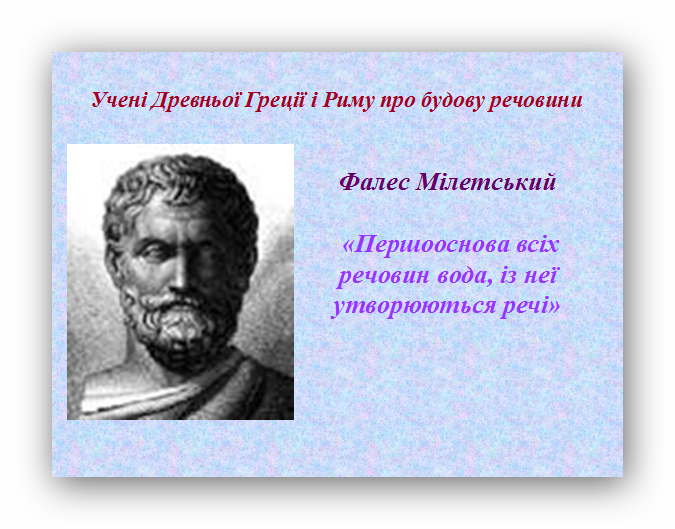 Учені Древньої Греції і Риму про будову речовини
Фалес Мілетський
«Першооснова всіх
речовин вода, із неї
утворюються речі»